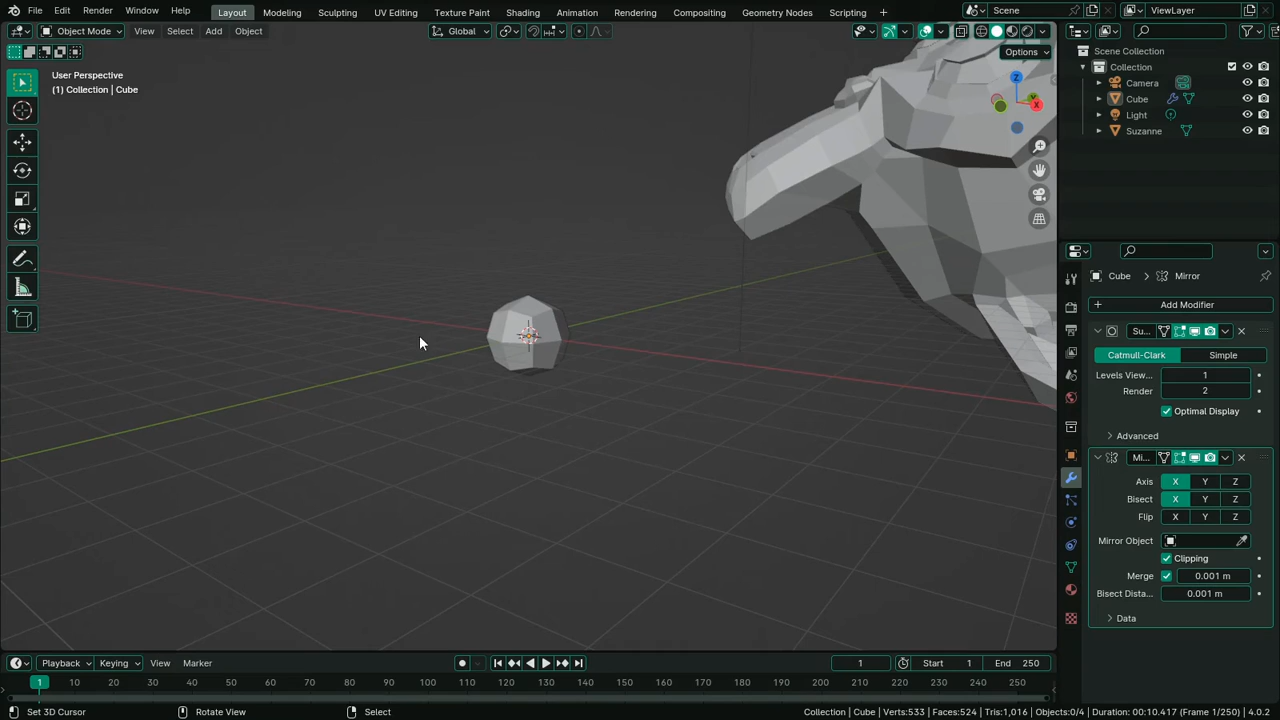 File Edit Render Window Help Layout Modeling Sculpting UV Editing Texture Paint Shading Animation Rendering Compositing Geometry Nodes Scripting + Scene ViewLayer
Object Mode View Select Add Object Global
Options
User Perspective
(1) Collection | Cube
Z
Y
X
Scene Collection
Collection
Camera
Cube
Light
Suzanne
Cube > Mirror
+ Add Modifier
Su...
Catmull-Clark Simple
Levels View... 1
Render 2
Optimal Display
Advanced
Mi...
Axis X Y Z
Bisect X Y Z
Flip X Y Z
Mirror Object
Clipping
Merge 0.001 m
Bisect Dista... 0.001 m
Data
Playback Keying View Marker 1 Start 1 End 250
1 10 20 30 40 50 60 70 80 90 100 110 120 130 140 150 160 170 180 190 200 210 220 230 240 250
Set 3D Cursor Rotate View Select Collection | Cube | Verts:533 | Faces:524 | Tris:1,016 | Objects:0/4 | Duration: 00:10.417 (Frame 1/250) | 4.0.2